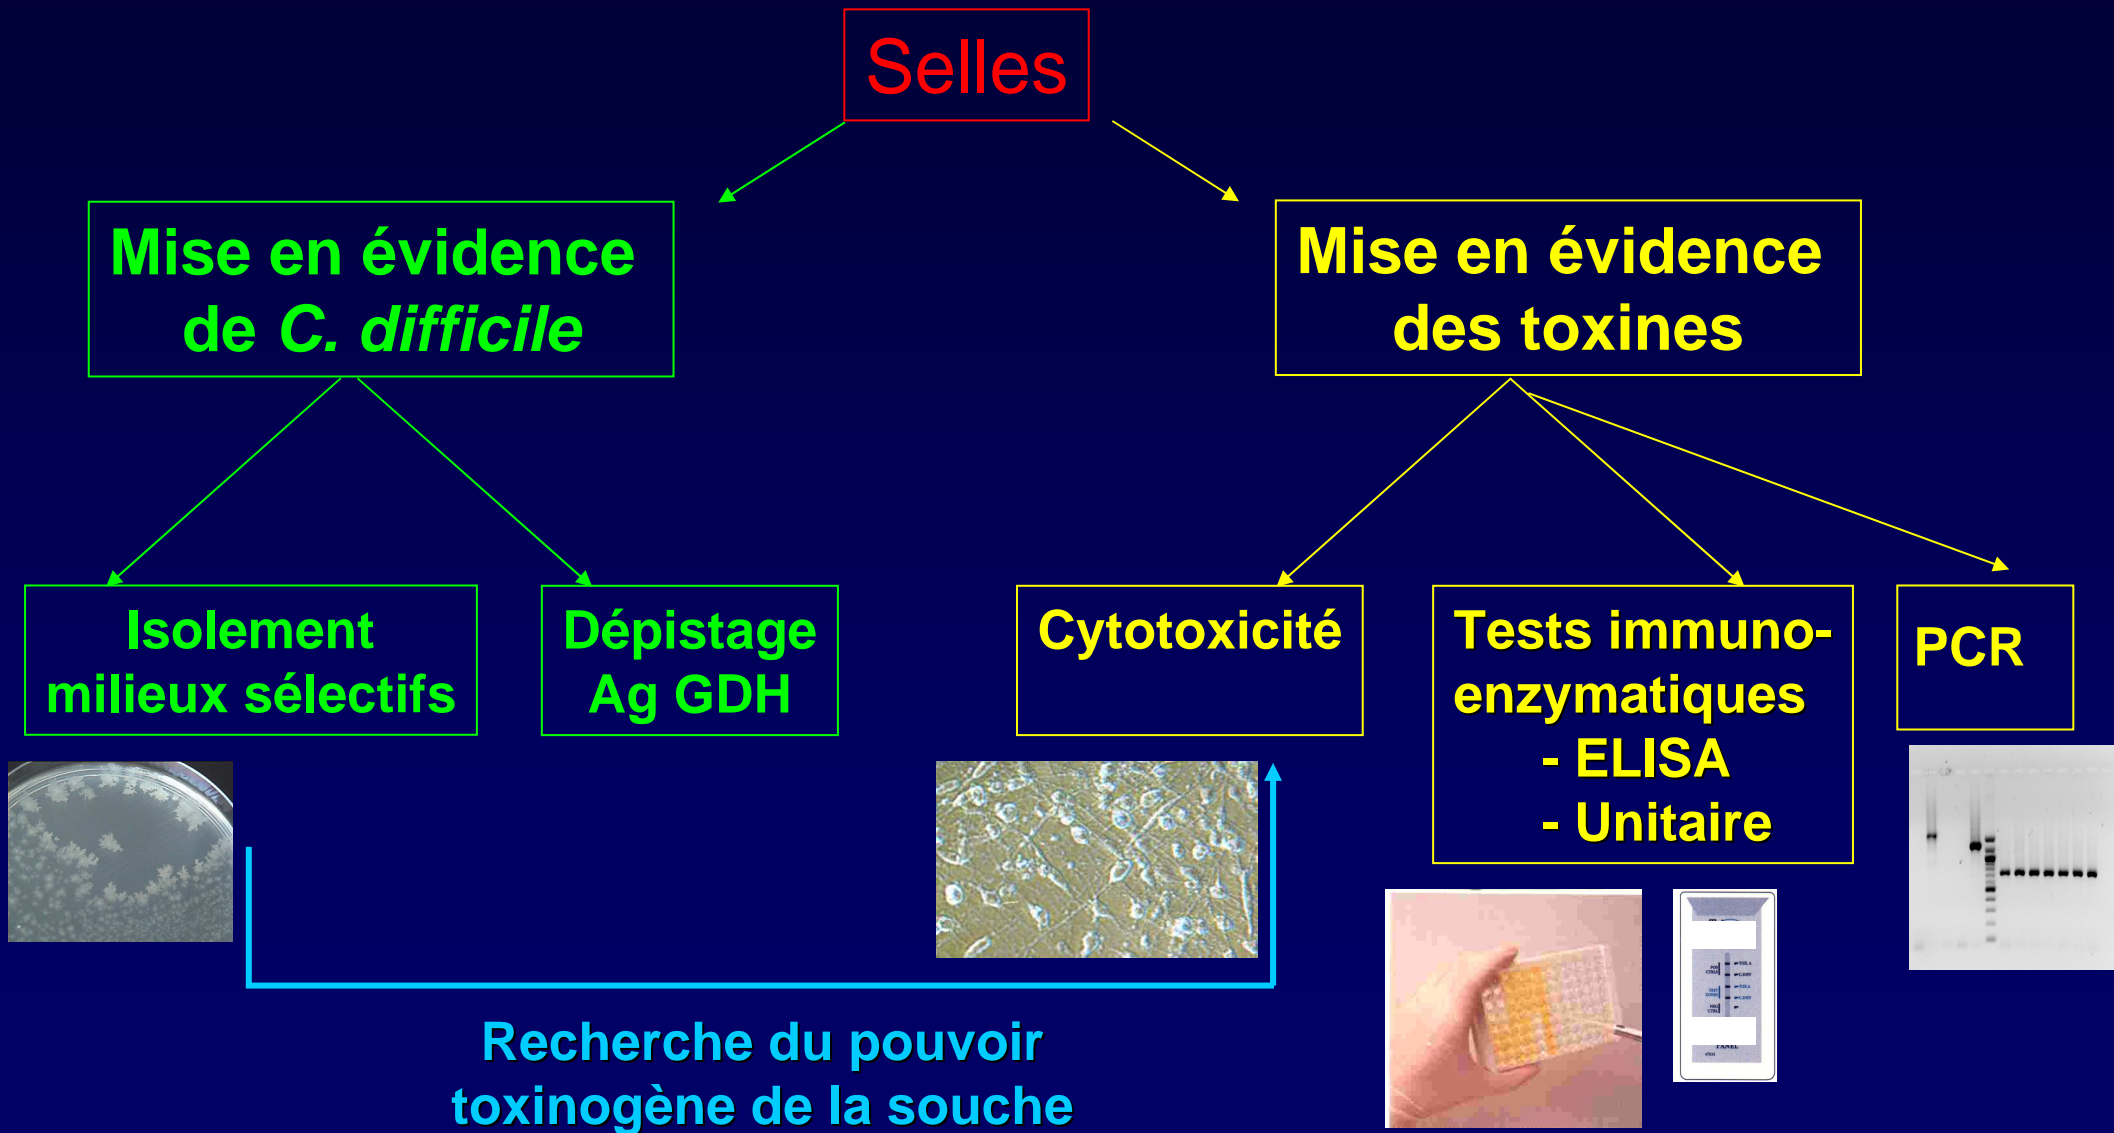 Selles
Mise en évidence
de C. difficile
Mise en évidence
des toxines
Isolement
milieux sélectifs
Dépistage
Ag GDH
Cytotoxicité
Tests immuno-
enzymatiques
- ELISA
- Unitaire
PCR
Recherche du pouvoir
toxinogène de la souche